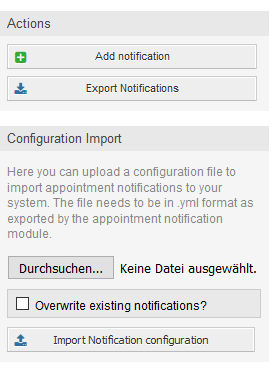 Actions
Add notification
Export Notifications
Configuration Import
Here you can upload a configuration file to
import appointment notifications to your
system. The file needs to be in .yml format as
exported by the appointment notification
module.
Durchsuchen... Keine Datei ausgewählt.
Overwrite existing notifications?
Import Notification configuration